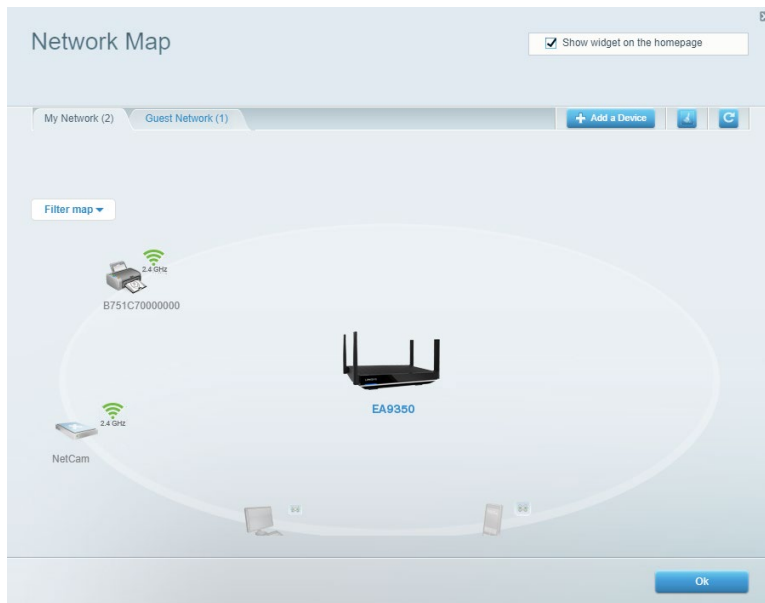 Network Map
Show widget on the homepage
My Network (2)
Guest Network (1)
Add a Device
Filter map
2.4 GHz
B751C70000000
EA9350
2.4 GHz
NetCam
Ok